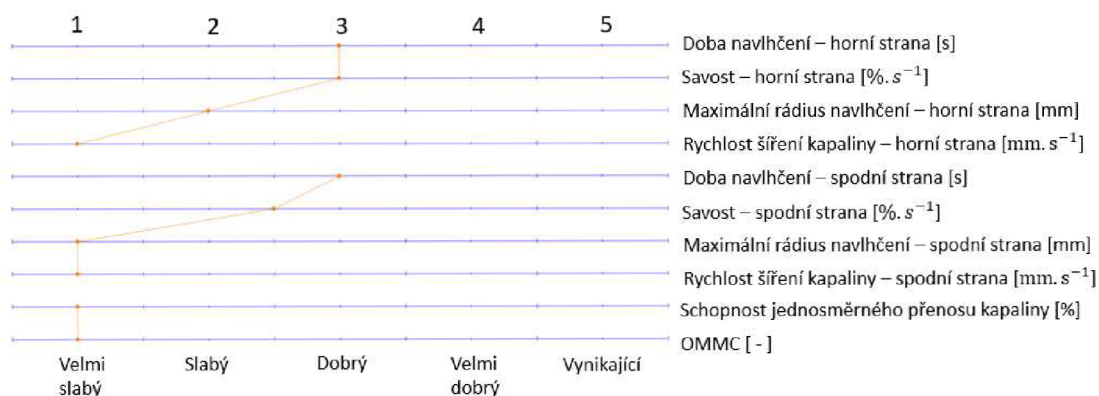 1 2 3 4 5
Doba navlhčení – horní strana [s]
Savost – horní strana [%. s⁻¹]
Maximální rádius navlhčení – horní strana [mm]
Rychlost šíření kapaliny – horní strana [mm. s⁻¹]
Doba navlhčení – spodní strana [s]
Savost – spodní strana [%. s⁻¹]
Maximální rádius navlhčení – spodní strana [mm]
Rychlost šíření kapaliny – spodní strana [mm. s⁻¹]
Schopnost jednosměrného přenosu kapaliny [%]
OMMC [ - ]
Velmi slabý
Slabý
Dobrý
Velmi dobrý
Vynikající